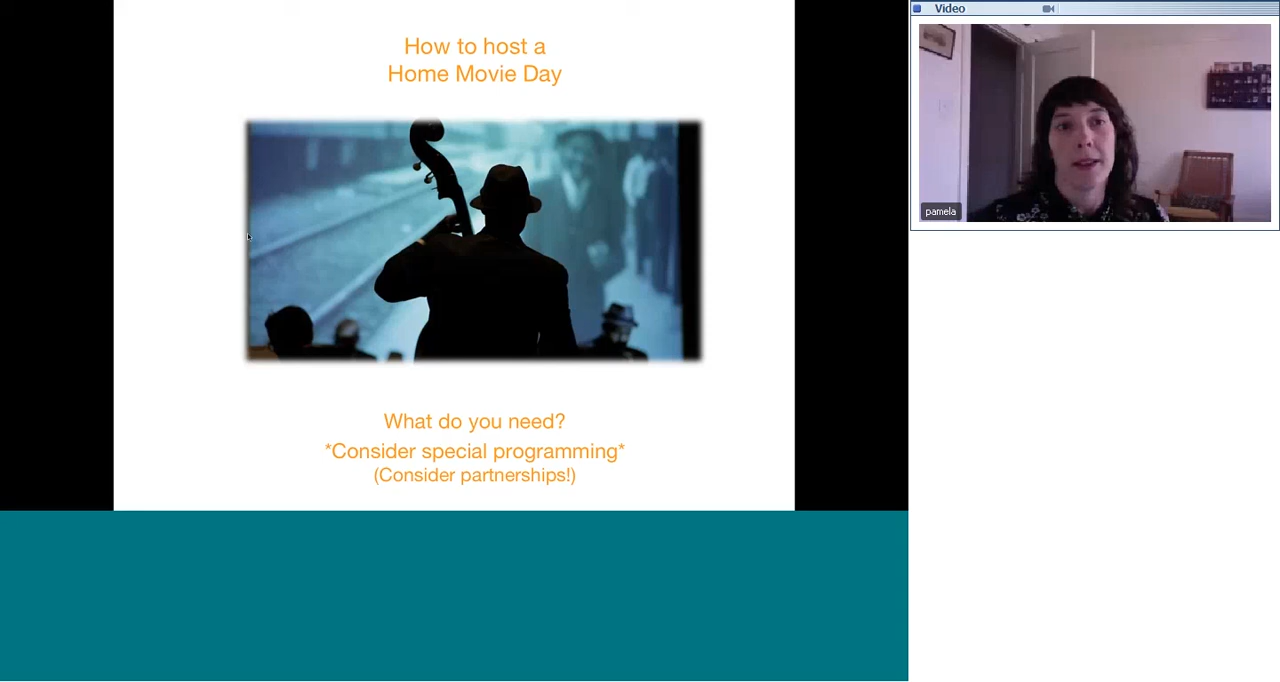 How to host a
Home Movie Day
What do you need?
*Consider special programming*
(Consider partnerships!)
Video
pamela